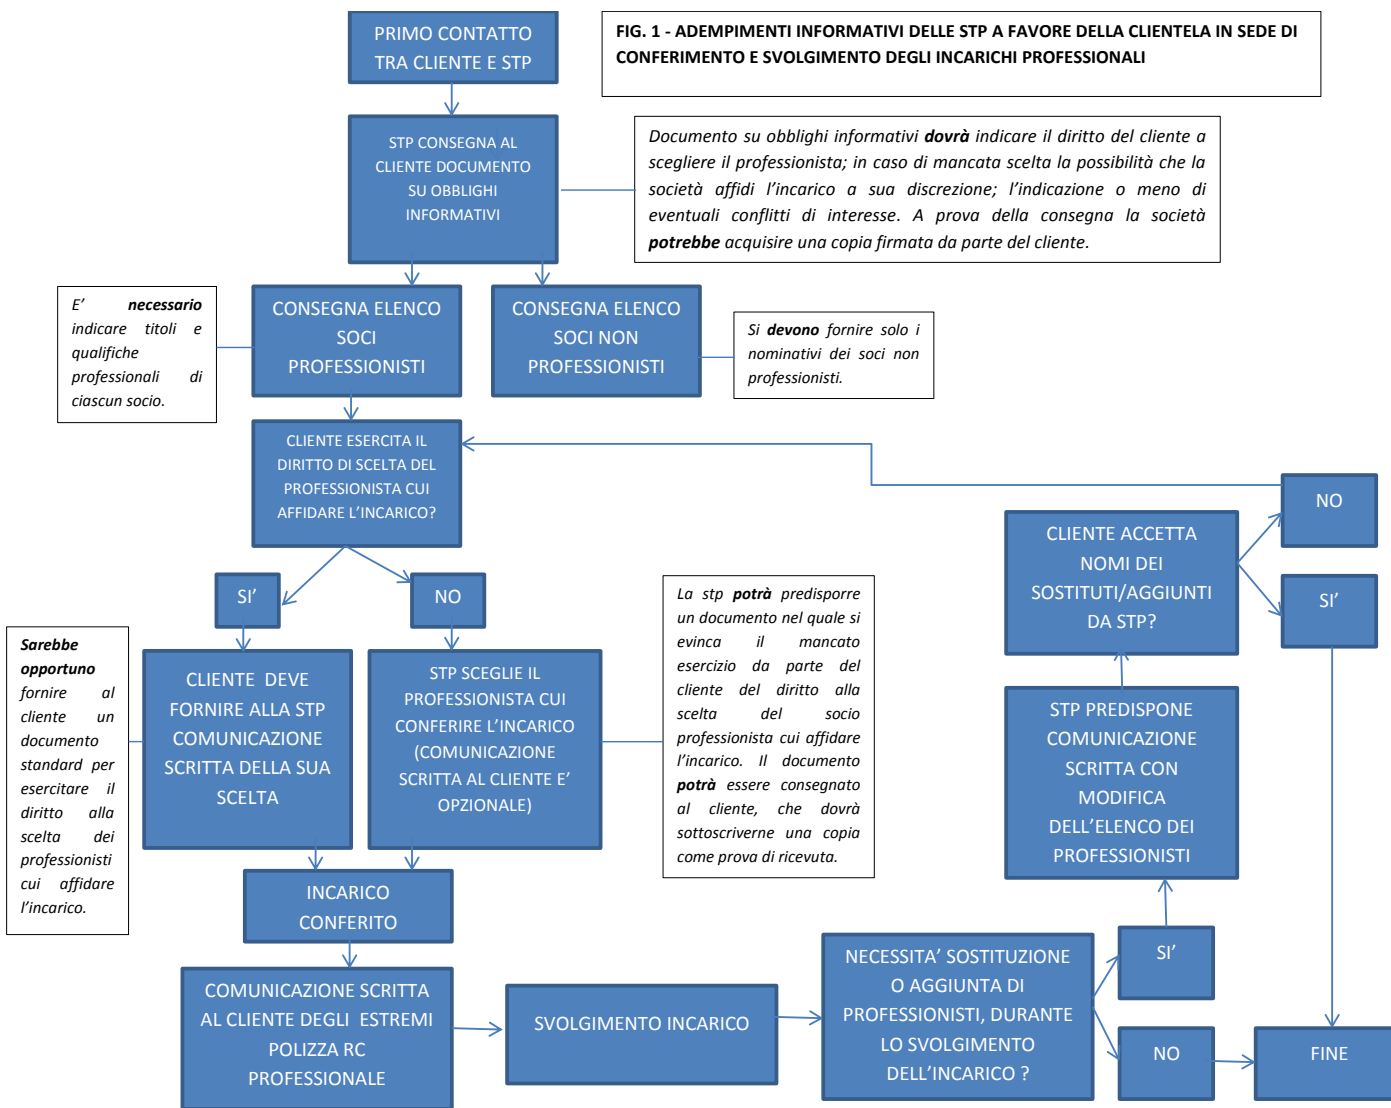 PRIMO CONTATTO
TRA CLIENTE E STP
FIG. 1 - ADEMPIMENTI INFORMATIVI DELLE STP A FAVORE DELLA CLIENTELA IN SEDE DI
CONFERIMENTO E SVOLGIMENTO DEGLI INCARICHI PROFESSIONALI
STP CONSEGNA AL
CLIENTE DOCUMENTO
SU OBBLIGHI
INFORMATIVI
Documento su obblighi informativi dovrà indicare il diritto del cliente a
scegliere il professionista; in caso di mancata scelta la possibilità che la
società affidi l'incarico a sua discrezione; l'indicazione o meno di
eventuali conflitti di interesse. A prova della consegna la società
potrebbe acquisire una copia firmata da parte del cliente.
E' necessario
indicare titoli e
qualifiche
professionali di
ciascun socio.
CONSEGNA ELENCO
SOCI
PROFESSIONISTI
CONSEGNA ELENCO
SOCI NON
PROFESSIONISTI
Si devono fornire solo i
nominativi dei soci non
professionisti.
CLIENTE ESERCITA IL
DIRITTO DI SCELTA DEL
PROFESSIONISTA CUI
AFFIDARE L'INCARICO?
SI'
NO
Sarebbe
opportuno
fornire al
cliente un
documento
standard per
esercitare il
diritto alla
scelta dei
professionisti
cui affidare
l'incarico.
CLIENTE DEVE
FORNIRE ALLA STP
COMUNICAZIONE
SCRITTA DELLA SUA
SCELTA
STP SCEGLIE IL
PROFESSIONISTA CUI
CONFERIRE L'INCARICO
(COMUNICAZIONE
SCRITTA AL CLIENTE E'
OPZIONALE)
La stp potrà predisporre
un documento nel quale si
evinca il mancato
esercizio da parte del
cliente del diritto alla
scelta del socio
professionista cui affidare
l'incarico. Il documento
potrà essere consegnato
al cliente, che dovrà
sottoscriverne una copia
come prova di ricevuta.
INCARICO
CONFERITO
COMUNICAZIONE SCRITTA
AL CLIENTE DEGLI ESTREMI
POLIZZA RC
PROFESSIONALE
SVOLGIMENTO INCARICO
NECESSITA' SOSTITUZIONE
O AGGIUNTA DI
PROFESSIONISTI, DURANTE
LO SVOLGIMENTO
DELL'INCARICO ?
SI'
NO
STP PREDISPONE
COMUNICAZIONE
SCRITTA CON
MODIFICA
DELL'ELENCO DEI
PROFESSIONISTI
CLIENTE ACCETTA
NOMI DEI
SOSTITUTI/AGGIUNTI
DA STP?
NO
SI'
FINE